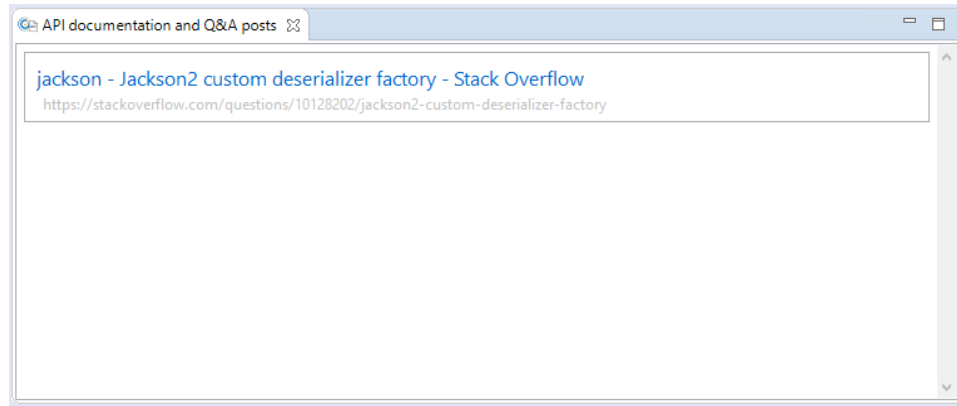 API documentation and Q&A posts
jackson - Jackson2 custom deserializer factory - Stack Overflow
https://stackoverflow.com/questions/10128202/jackson2-custom-deserializer-factory